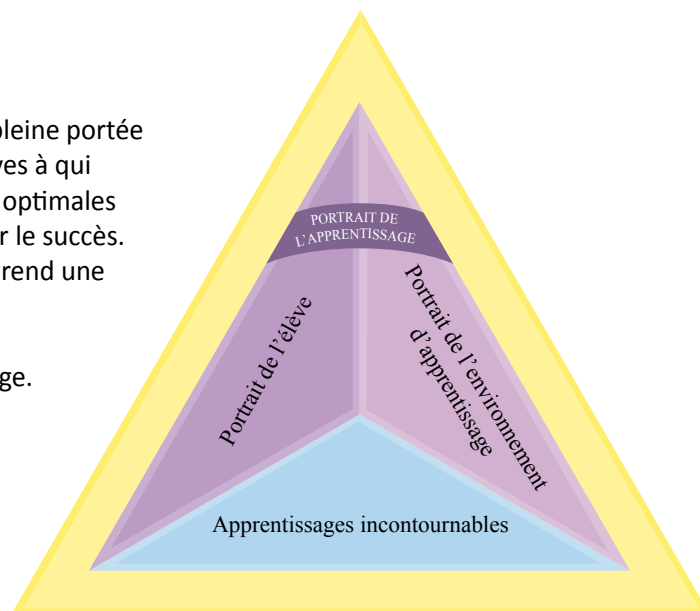 pleine portée
ves à qui
optimales
r le succès.
rend une
ge.
PORTRAIT DE
L'APPRENTISSAGE
Portrait de l'élève
Portrait de l'environnement
d'apprentissage
Apprentissages incontournables